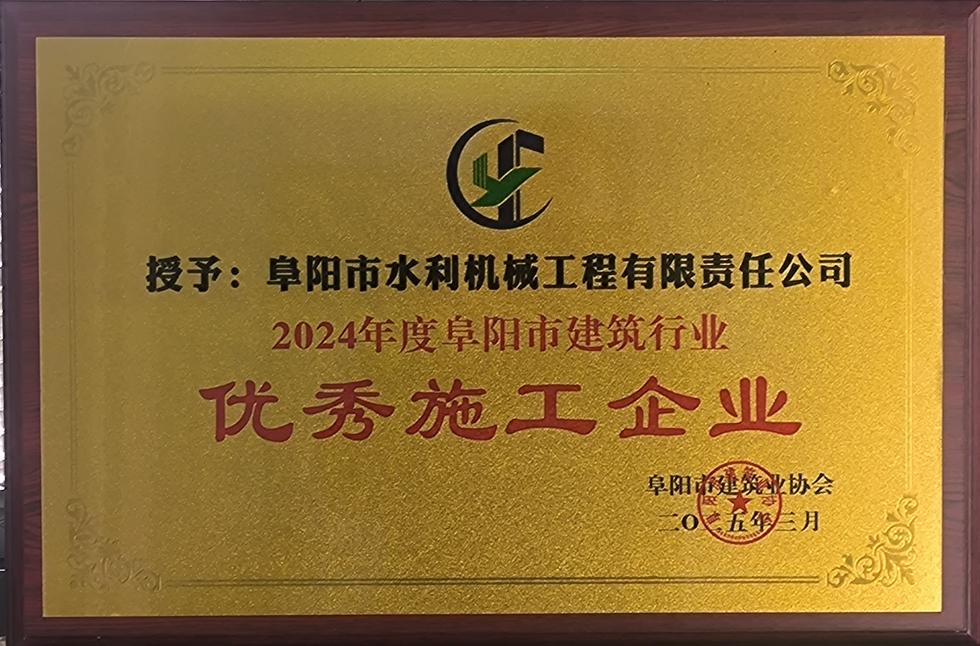 授予：阜阳市水利机械工程有限责任公司
2024年度阜阳市建筑行业
优秀施工企业
阜阳市建筑业协会
二〇二五年三月